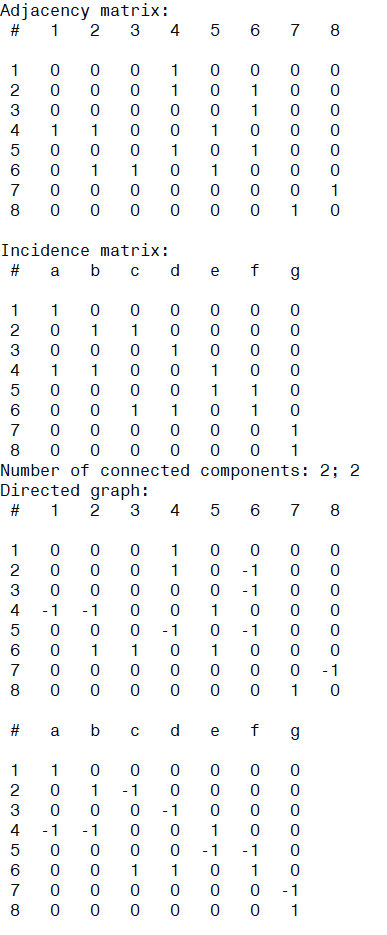 Adjacency matrix:
# 1 2 3 4 5 6 7 8
1 0 0 0 1 0 0 0 0
2 0 0 0 1 0 1 0 0
3 0 0 0 0 0 1 0 0
4 1 1 0 0 1 0 0 0
5 0 0 0 1 0 1 0 0
6 0 1 1 0 1 0 0 0
7 0 0 0 0 0 0 0 1
8 0 0 0 0 0 0 1 0
Incidence matrix:
# a b c d e f g
1 1 0 0 0 0 0 0
2 0 1 1 0 0 0 0
3 0 0 0 1 0 0 0
4 1 1 0 0 1 0 0
5 0 0 0 0 1 1 0
6 0 0 1 1 0 1 0
7 0 0 0 0 0 0 1
8 0 0 0 0 0 0 1
Number of connected components: 2; 2
Directed graph:
# 1 2 3 4 5 6 7 8
1 0 0 0 1 0 0 0 0
2 0 0 0 1 0 -1 0 0
3 0 0 0 0 0 -1 0 0
4 -1 -1 0 0 1 0 0 0
5 0 0 0 -1 0 -1 0 0
6 0 1 1 0 1 0 0 0
7 0 0 0 0 0 0 0 -1
8 0 0 0 0 0 0 1 0
# a b c d e f g
1 1 0 0 0 0 0 0
2 0 1 -1 0 0 0 0
3 0 0 0 -1 0 0 0
4 -1 -1 0 0 1 0 0
5 0 0 0 0 -1 -1 0
6 0 0 1 1 0 1 0
7 0 0 0 0 0 0 -1
8 0 0 0 0 0 0 1